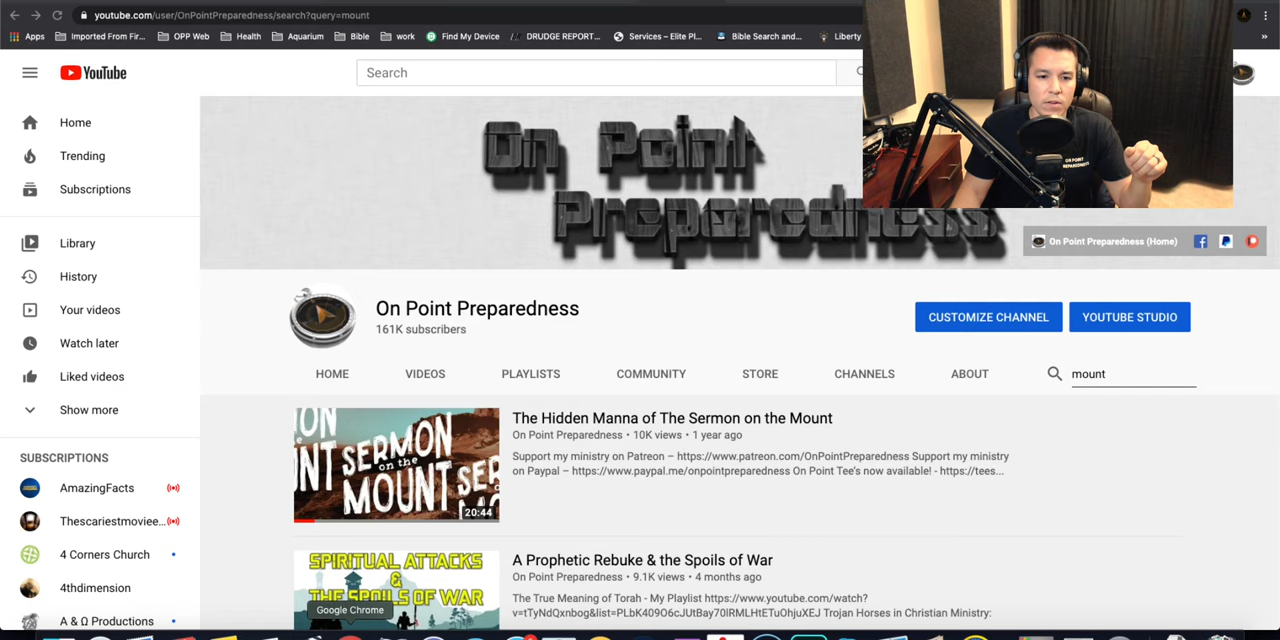 youtube.com/user/OnPointPreparedness/search?query=mount
Apps Imported From Fir... OPP Web Health Aquarium Bible work Find My Device DRUDGE REPORT... Services – Elite Pl... Bible Search and... Liberty »
YouTube
Search
Home
Trending
Subscriptions
Library
History
Your videos
Watch later
Liked videos
Show more
SUBSCRIPTIONS
AmazingFacts
Thescariestmoviee...
4 Corners Church
4thdimension
A & Ω Productions
On Point
Preparedness
ON POINT
PREPAREDNESS
On Point Preparedness (Home)
On Point Preparedness
161K subscribers
CUSTOMIZE CHANNEL YOUTUBE STUDIO
HOME VIDEOS PLAYLISTS COMMUNITY STORE CHANNELS ABOUT mount
SERMON
on the
MOUNT
20:44
The Hidden Manna of The Sermon on the Mount
On Point Preparedness • 10K views • 1 year ago
Support my ministry on Patreon – https://www.patreon.com/OnPointPreparedness Support my ministry
on Paypal – https://www.paypal.me/onpointpreparedness On Point Tee's now available! - https://tees...
SPIRITUAL ATTACKS
&
THE SPOILS OF WAR
Google Chrome
A Prophetic Rebuke & the Spoils of War
On Point Preparedness • 9.1K views • 4 months ago
The True Meaning of Torah - My Playlist https://www.youtube.com/watch?
v=tTyNdQxnbog&list=PLbK409O6cJUtBay70lRMLHtETuOhjuXEJ Trojan Horses in Christian Ministry: